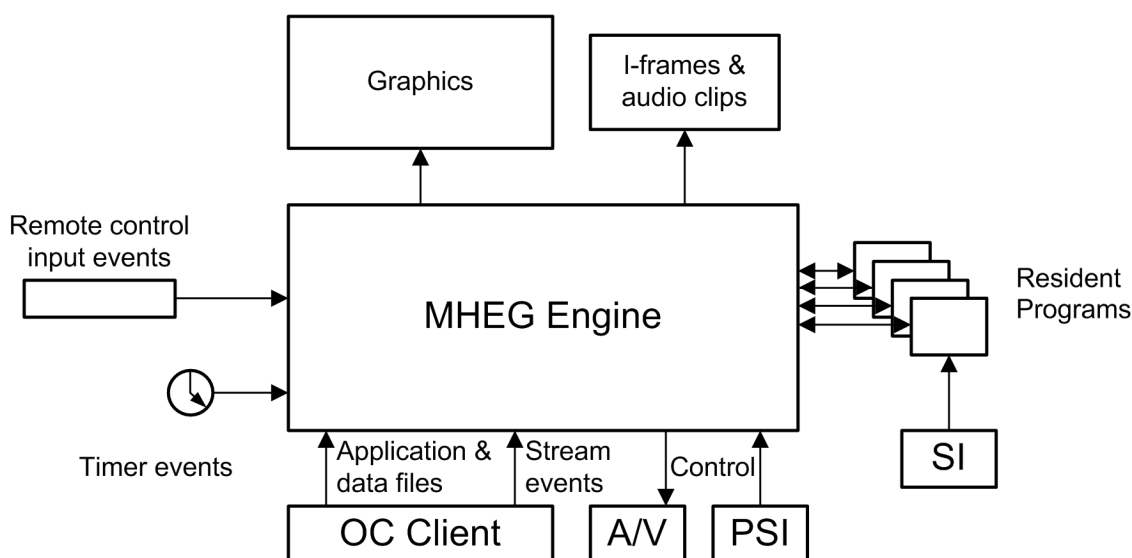 Graphics
I-frames &
audio clips
Remote control
input events
MHEG Engine
Resident
Programs
Timer events
Application &
data files
Stream
events
Control
SI
OC Client
A/V
PSI